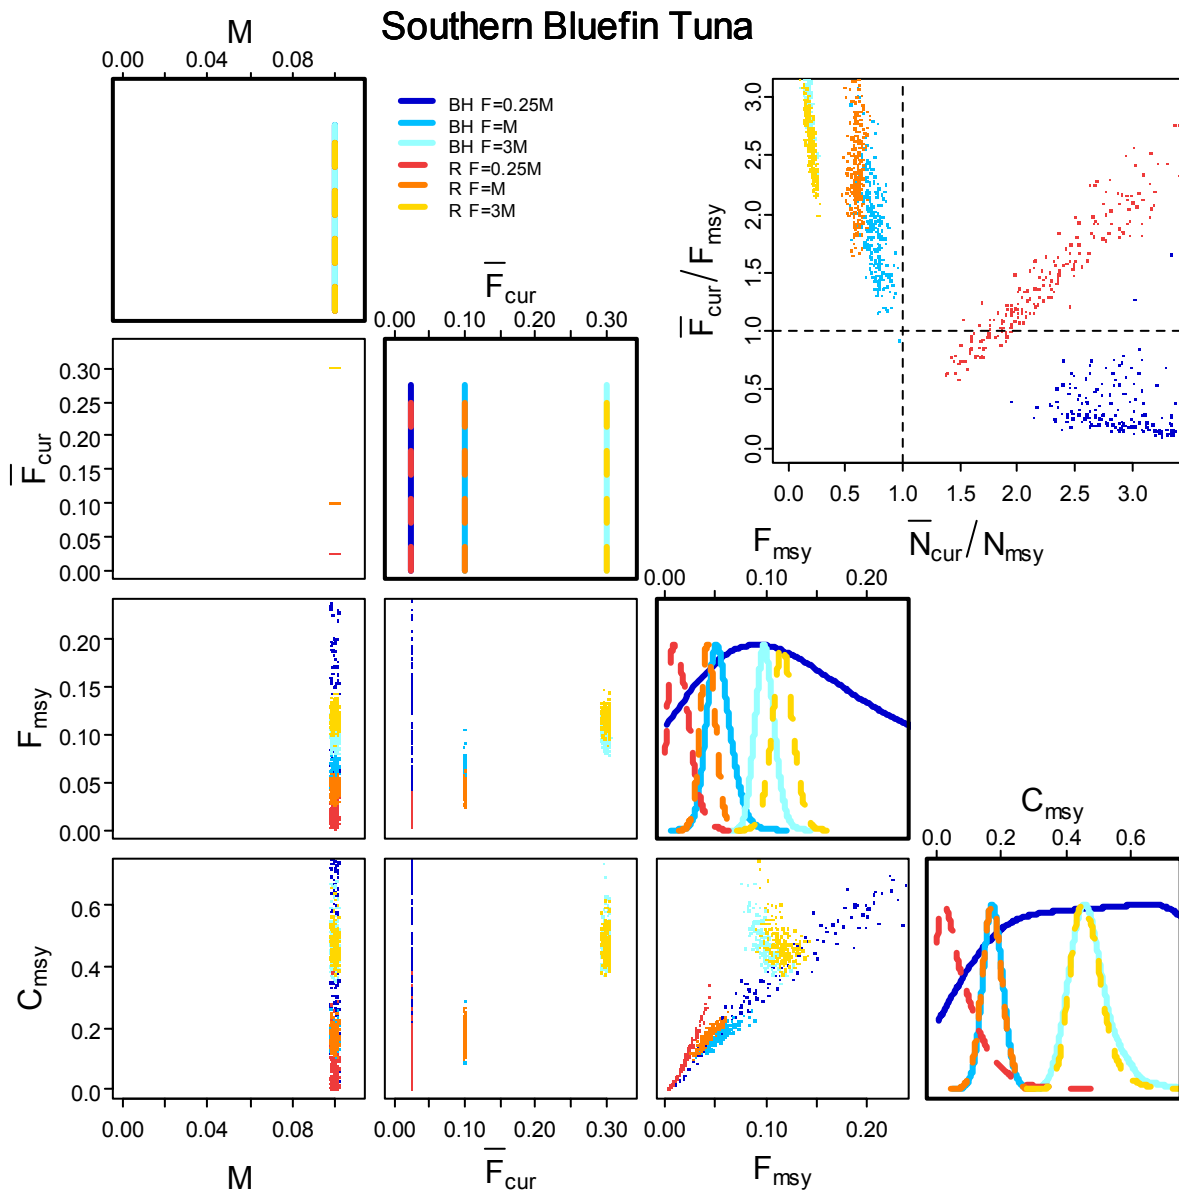 Southern Bluefin Tuna
M
0.00 0.04 0.08
BH F=0.25M
BH F=M
BH F=3M
R F=0.25M
R F=M
R F=3M
F̅cur
0.00 0.10 0.30
F̅cur/Fmsy
0.0 0.5 1.0 1.5 2.0 2.5 3.0
0.0 0.5 1.0 1.5 2.0 2.5 3.0
N̅cur/Nmsy
F̅cur
0.30
0.25
0.20
0.15
0.10
0.05
0.00
Fmsy
0.00 0.10 0.20
Fmsy
0.20
0.15
0.10
0.05
0.00
Cmsy
0.0 0.2 0.4 0.6
Cmsy
0.6
0.4
0.2
0.0
0.00 0.04 0.08
0.00 0.10 0.20 0.30
0.00 0.10 0.20
M
F̅cur
Fmsy